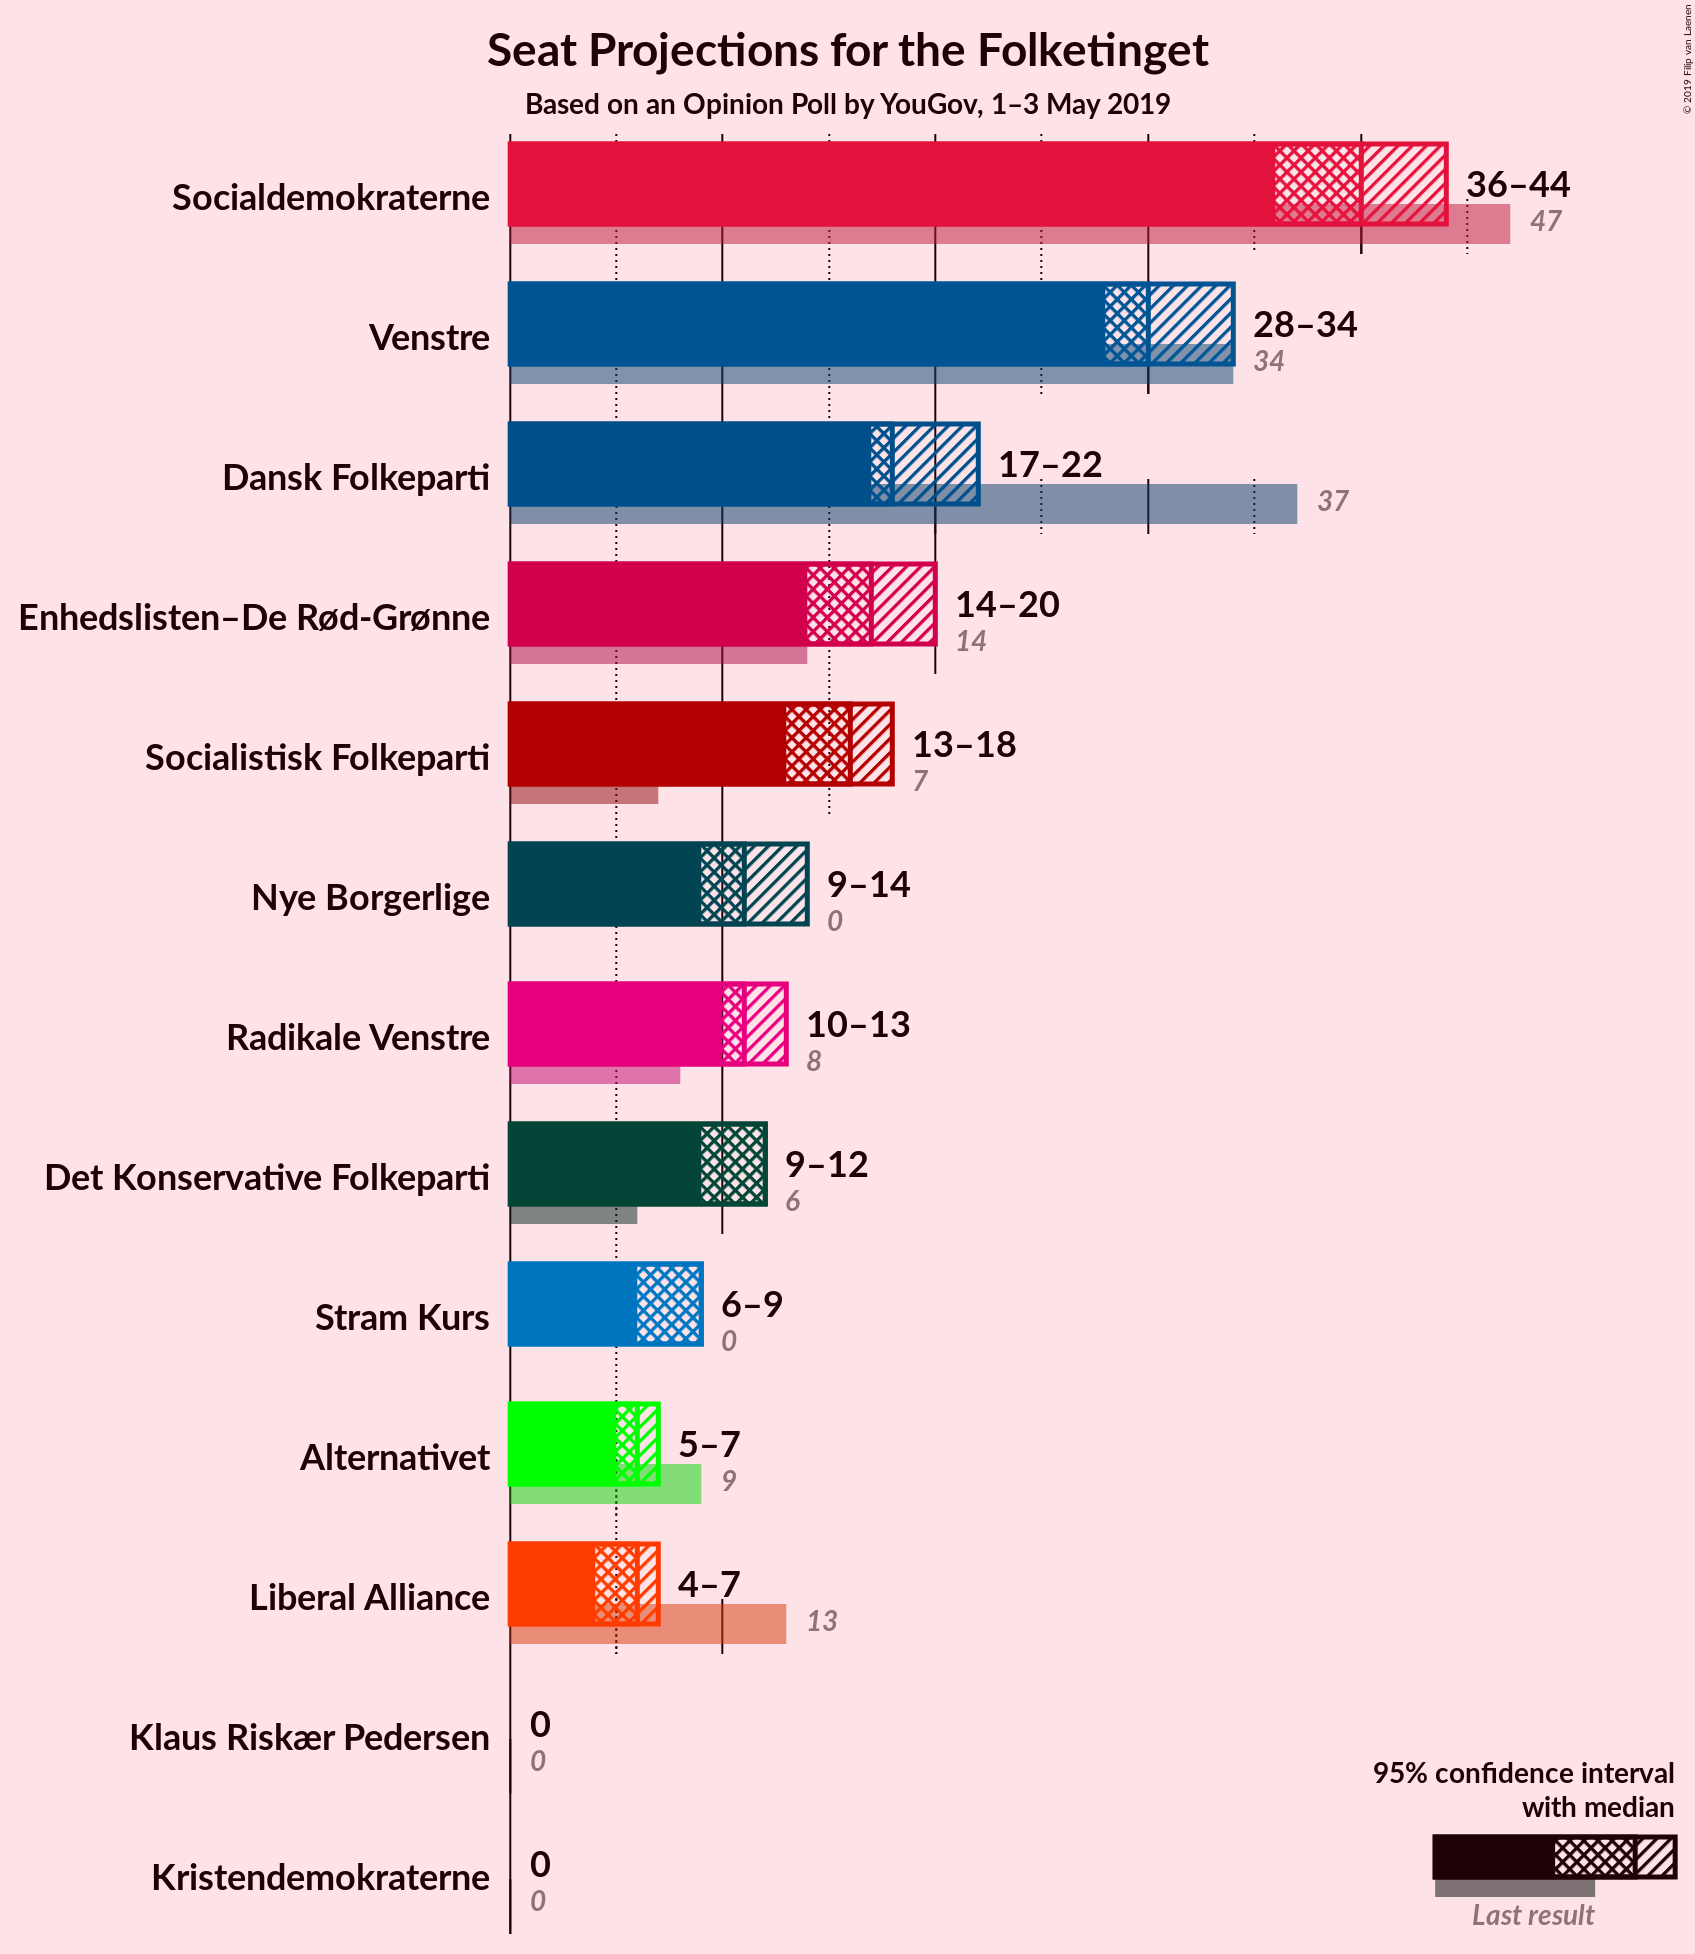 Seat Projections for the Folketinget
Based on an Opinion Poll by YouGov, 1–3 May 2019
© 2019 Filip van Laenen
Socialdemokraterne
36–44
47
Venstre
28–34
34
Dansk Folkeparti
17–22
37
Enhedslisten–De Rød-Grønne
14–20
14
Socialistisk Folkeparti
13–18
7
Nye Borgerlige
9–14
0
Radikale Venstre
10–13
8
Det Konservative Folkeparti
9–12
6
Stram Kurs
6–9
0
Alternativet
5–7
9
Liberal Alliance
4–7
13
Klaus Riskær Pedersen
0
0
Kristendemokraterne
0
0
95% confidence interval
with median
Last result